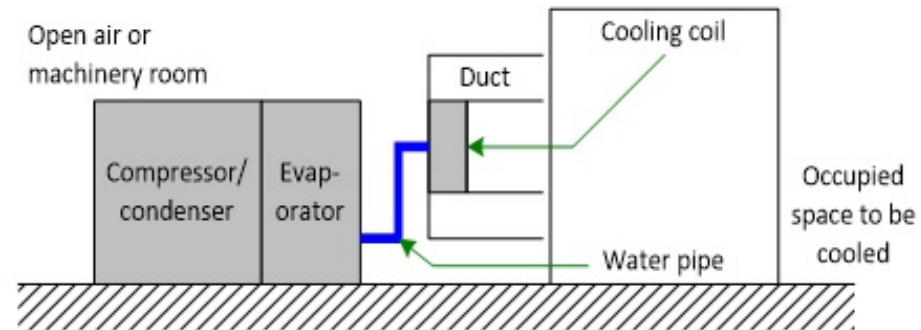 Open air or
machinery room
Cooling coil
Duct
Compressor/
condenser
Evap-
orator
Occupied
space to be
cooled
Water pipe